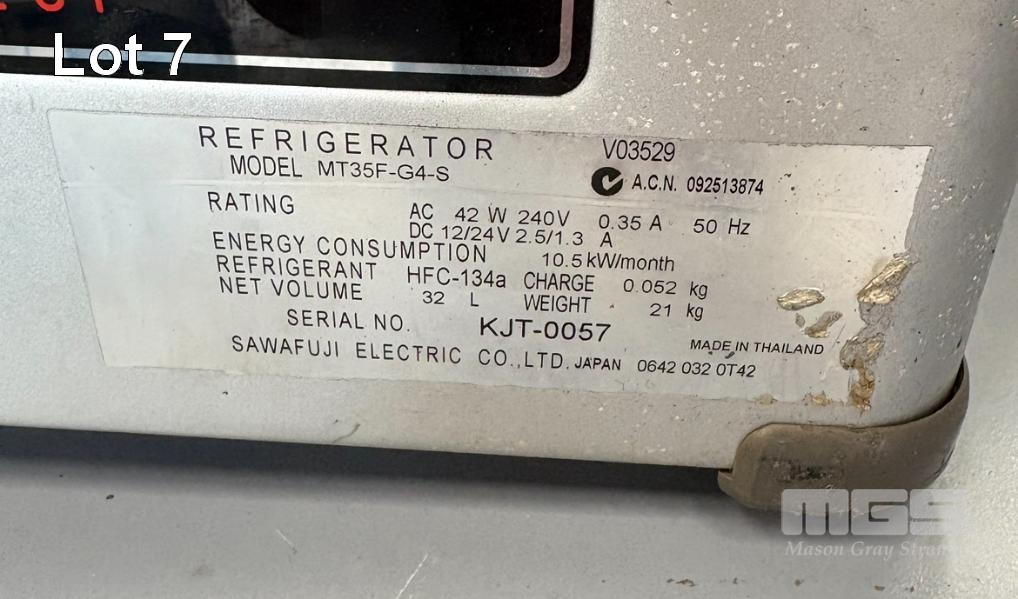 Lot 7
REFRIGERATOR V03529
MODEL MT35F-G4-S A.C.N. 092513874
RATING AC 42 W 240V 0.35 A 50 Hz
DC 12/24V 2.5/1.3 A
ENERGY CONSUMPTION 10.5 kW/month
REFRIGERANT HFC-134a CHARGE 0.052 kg
NET VOLUME 32 L WEIGHT 21 kg
SERIAL NO. KJT-0057
MADE IN THAILAND
SAWAFUJI ELECTRIC CO.,LTD. JAPAN 0642 032 0T42
MGS
Mason Gray